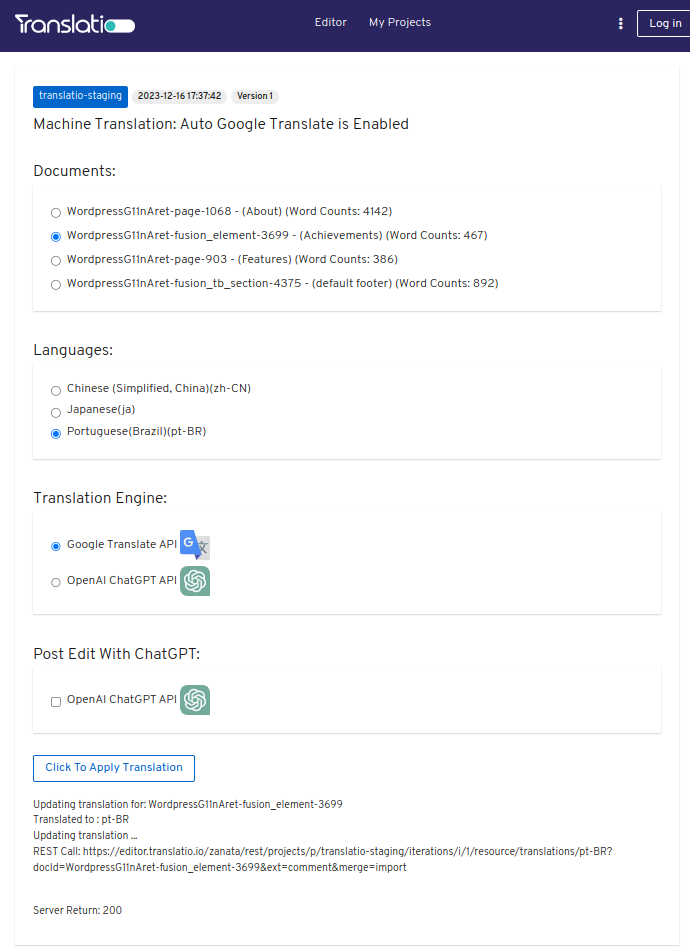 Translatio
Editor
My Projects
Log in
translatio-staging
2023-12-16 17:37:42
Version 1
Machine Translation: Auto Google Translate is Enabled
Documents:
WordpressG11nAret-page-1068 - (About) (Word Counts: 4142)
WordpressG11nAret-fusion_element-3699 - (Achievements) (Word Counts: 467)
WordpressG11nAret-page-903 - (Features) (Word Counts: 386)
WordpressG11nAret-fusion_tb_section-4375 - (default footer) (Word Counts: 892)
Languages:
Chinese (Simplified, China)(zh-CN)
Japanese(ja)
Portuguese(Brazil)(pt-BR)
Translation Engine:
Google Translate API
G 文
OpenAI ChatGPT API
Post Edit With ChatGPT:
OpenAI ChatGPT API
Click To Apply Translation
Updating translation for: WordpressG11nAret-fusion_element-3699
Translated to : pt-BR
Updating translation ...
REST Call: https://editor.translatio.io/zanata/rest/projects/p/translatio-staging/iterations/i/1/resource/translations/pt-BR?
docId=WordpressG11nAret-fusion_element-3699&ext=comment&merge=import
Server Return: 200